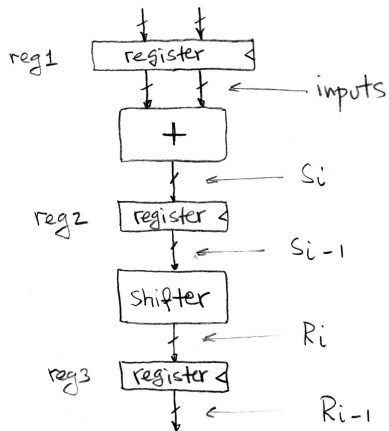 reg1 register
inputs
+
Si
reg2 register
Si-1
Shifter
Ri
reg3 register
Ri-1